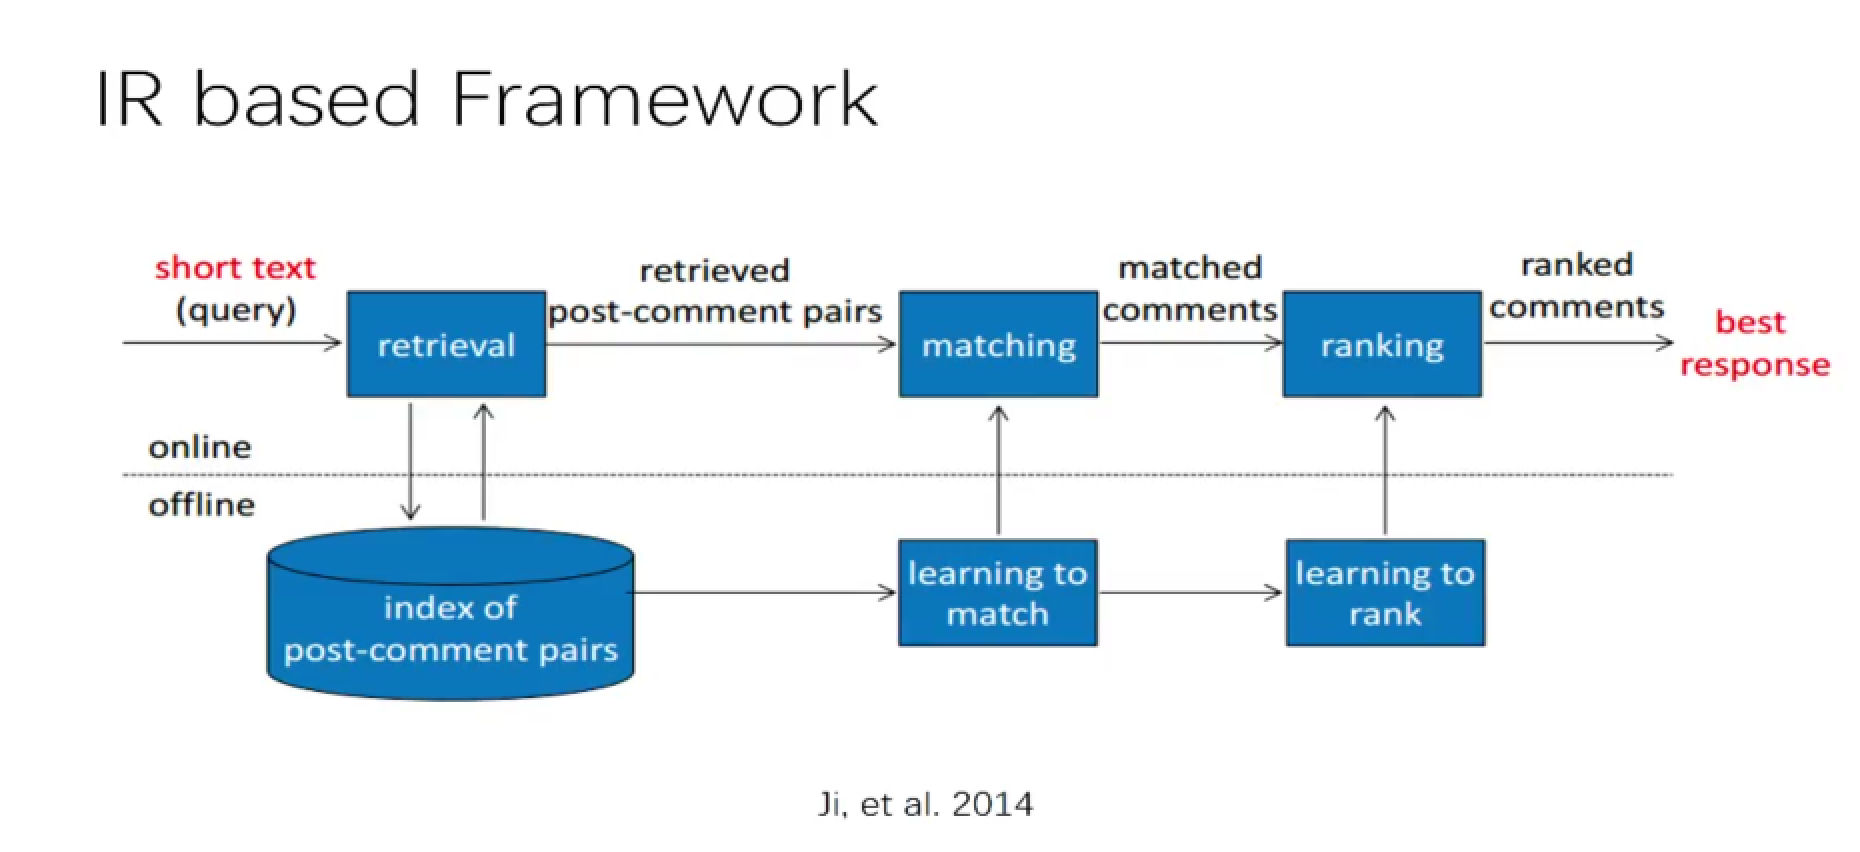 IR based Framework
short text
(query)
retrieval
retrieved
post-comment pairs
matching
matched
comments
ranking
ranked
comments
best
response
online
offline
index of
post-comment pairs
learning to
match
learning to
rank
Ji, et al. 2014